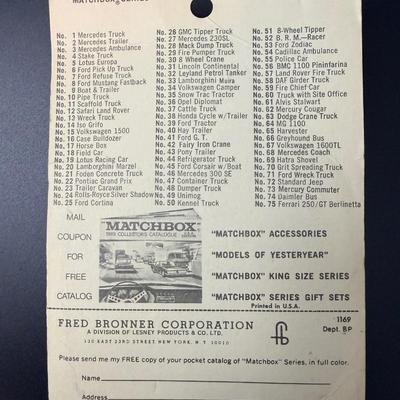 MATCHBOX SERIES
No. 1 Mercedes Truck
No. 2 Mercedes Trailer
No. 3 Mercedes Ambulance
No. 4 Stake Truck
No. 5 Lotus Europa
No. 6 Ford Pick Up Truck
No. 7 Ford Refuse Truck
No. 8 Ford Mustang Fastback
No. 9 Boat & Trailer
No. 10 Pipe Truck
No. 11 Scaffold Truck
No. 12 Safari Land Rover
No. 13 Wreck Truck
No. 14 Iso Grifo
No. 15 Volkswagen 1500
No. 16 Case Bulldozer
No. 17 Horse Box
No. 18 Field Car
No. 19 Lotus Racing Car
No. 20 Lamborghini Marzel
No. 21 Foden Concrete Truck
No. 22 Pontiac Grand Prix
No. 23 Trailer Caravan
No. 24 Rolls-Royce Silver Shadow
No. 25 Ford Cortina
No. 26 GMC Tipper Truck
No. 27 Mercedes 230SL
No. 28 Mack Dump Truck
No. 29 Fire Pumper Truck
No. 30 8 Wheel Crane
No. 31 Lincoln Continental
No. 32 Leyland Petrol Tanker
No. 33 Lamborghini Muira
No. 34 Volkswagen Camper
No. 35 Snow Trac Tractor
No. 36 Opel Diplomat
No. 37 Cattle Truck
No. 38 Honda Cycle w/Trailer
No. 39 Ford Tractor
No. 40 Hay Trailer
No. 41 Ford G. T.
No. 42 Fairy Iron Crane
No. 43 Pony Trailer
No. 44 Refrigerator Truck
No. 45 Ford Corsair w/Boat
No. 46 Mercedes 300 SE
No. 47 Container Truck
No. 48 Dumper Truck
No. 49 Unimog
No. 50 Kennel Truck
No. 51 8-Wheel Tipper
No. 52 B. R. M.—Racer
No. 53 Ford Zodiac
No. 54 Cadillac Ambulance
No. 55 Police Car
No. 56 BMC 1100 Pininfarina
No. 57 Land Rover Fire Truck
No. 58 DAF Girder Truck
No. 59 Fire Chief Car
No. 60 Truck w/Site Office
No. 61 Alvis Stalwart
No. 62 Mercury Cougar
No. 63 Dodge Crane Truck
No. 64 MG 1100
No. 65 Harvester
No. 66 Greyhound Bus
No. 67 Volkswagen 1600TL
No. 68 Mercedes Coach
No. 69 Hatra Shovel
No. 70 Grit Spreading Truck
No. 71 Ford Wreck Truck
No. 72 Standard Jeep
No. 73 Mercury Commuter
No. 74 Daimler Bus
No. 75 Ferrari 250/GT Berlinetta
MAIL
COUPON
FOR
FREE
CATALOG
MATCHBOX
1969 COLLECTORS CATALOGUE
"MATCHBOX" ACCESSORIES
"MODELS OF YESTERYEAR"
"MATCHBOX" KING SIZE SERIES
"MATCHBOX" SERIES GIFT SETS
Printed in U.S.A.
FRED BRONNER CORPORATION
A DIVISION OF LESNEY PRODUCTS & CO. LTD.
120 EAST 23RD STREET NEW YORK, N. Y. 10010
1169
Dept. BP
Please send me my FREE copy of your pocket catalog of "Matchbox" Series, in full color.
Name
Address